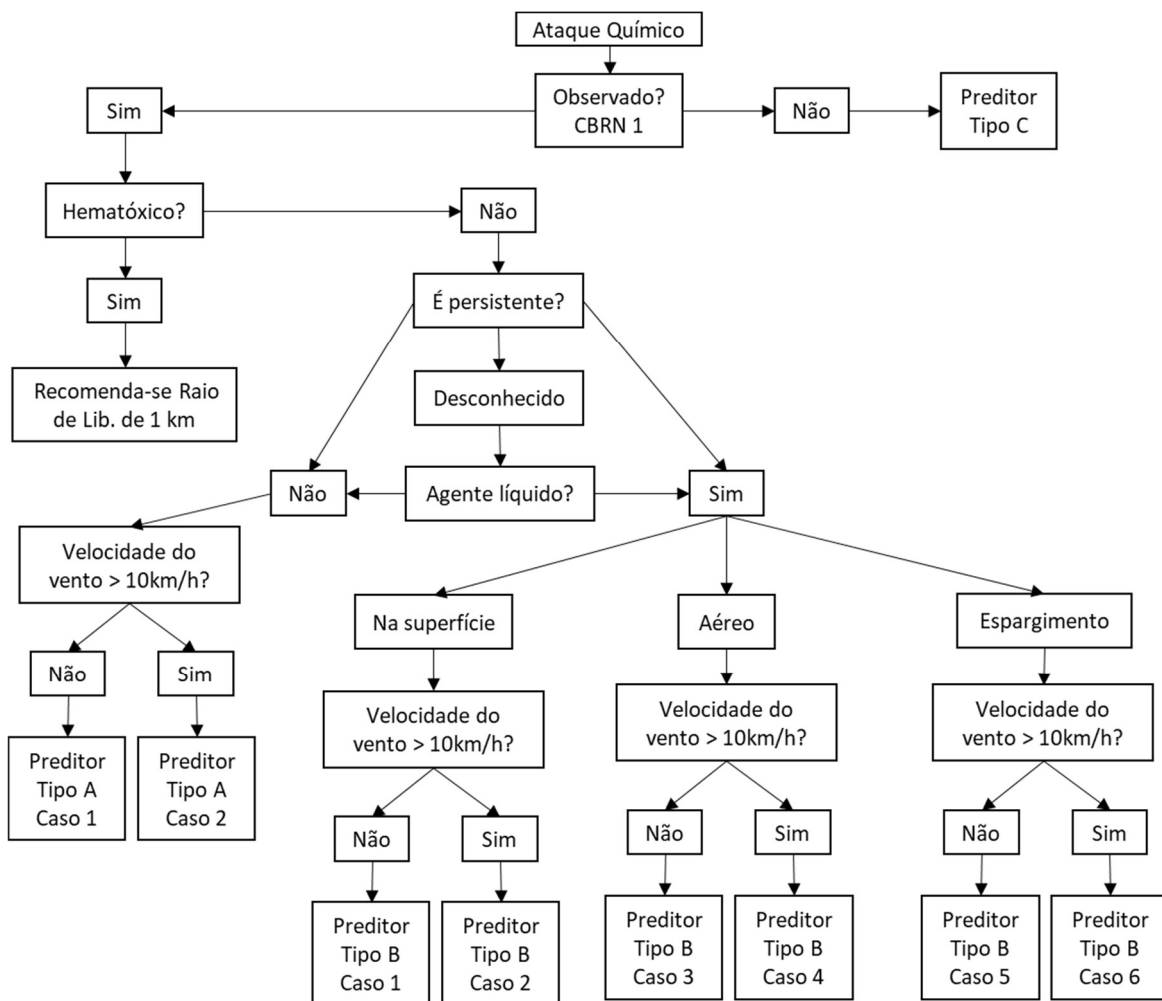 Ataque Químico
Observado?
CBRN 1
Sim
Não
Preditor
Tipo C
Hematóxico?
Não
Sim
É persistente?
Recomenda-se Raio
de Lib. de 1 km
Desconhecido
Não
Agente líquido?
Sim
Velocidade do
vento > 10km/h?
Na superfície
Aéreo
Espargimento
Não
Sim
Velocidade do
vento > 10km/h?
Velocidade do
vento > 10km/h?
Velocidade do
vento > 10km/h?
Preditor
Tipo A
Caso 1
Preditor
Tipo A
Caso 2
Não
Sim
Não
Sim
Não
Sim
Preditor
Tipo B
Caso 1
Preditor
Tipo B
Caso 2
Preditor
Tipo B
Caso 3
Preditor
Tipo B
Caso 4
Preditor
Tipo B
Caso 5
Preditor
Tipo B
Caso 6